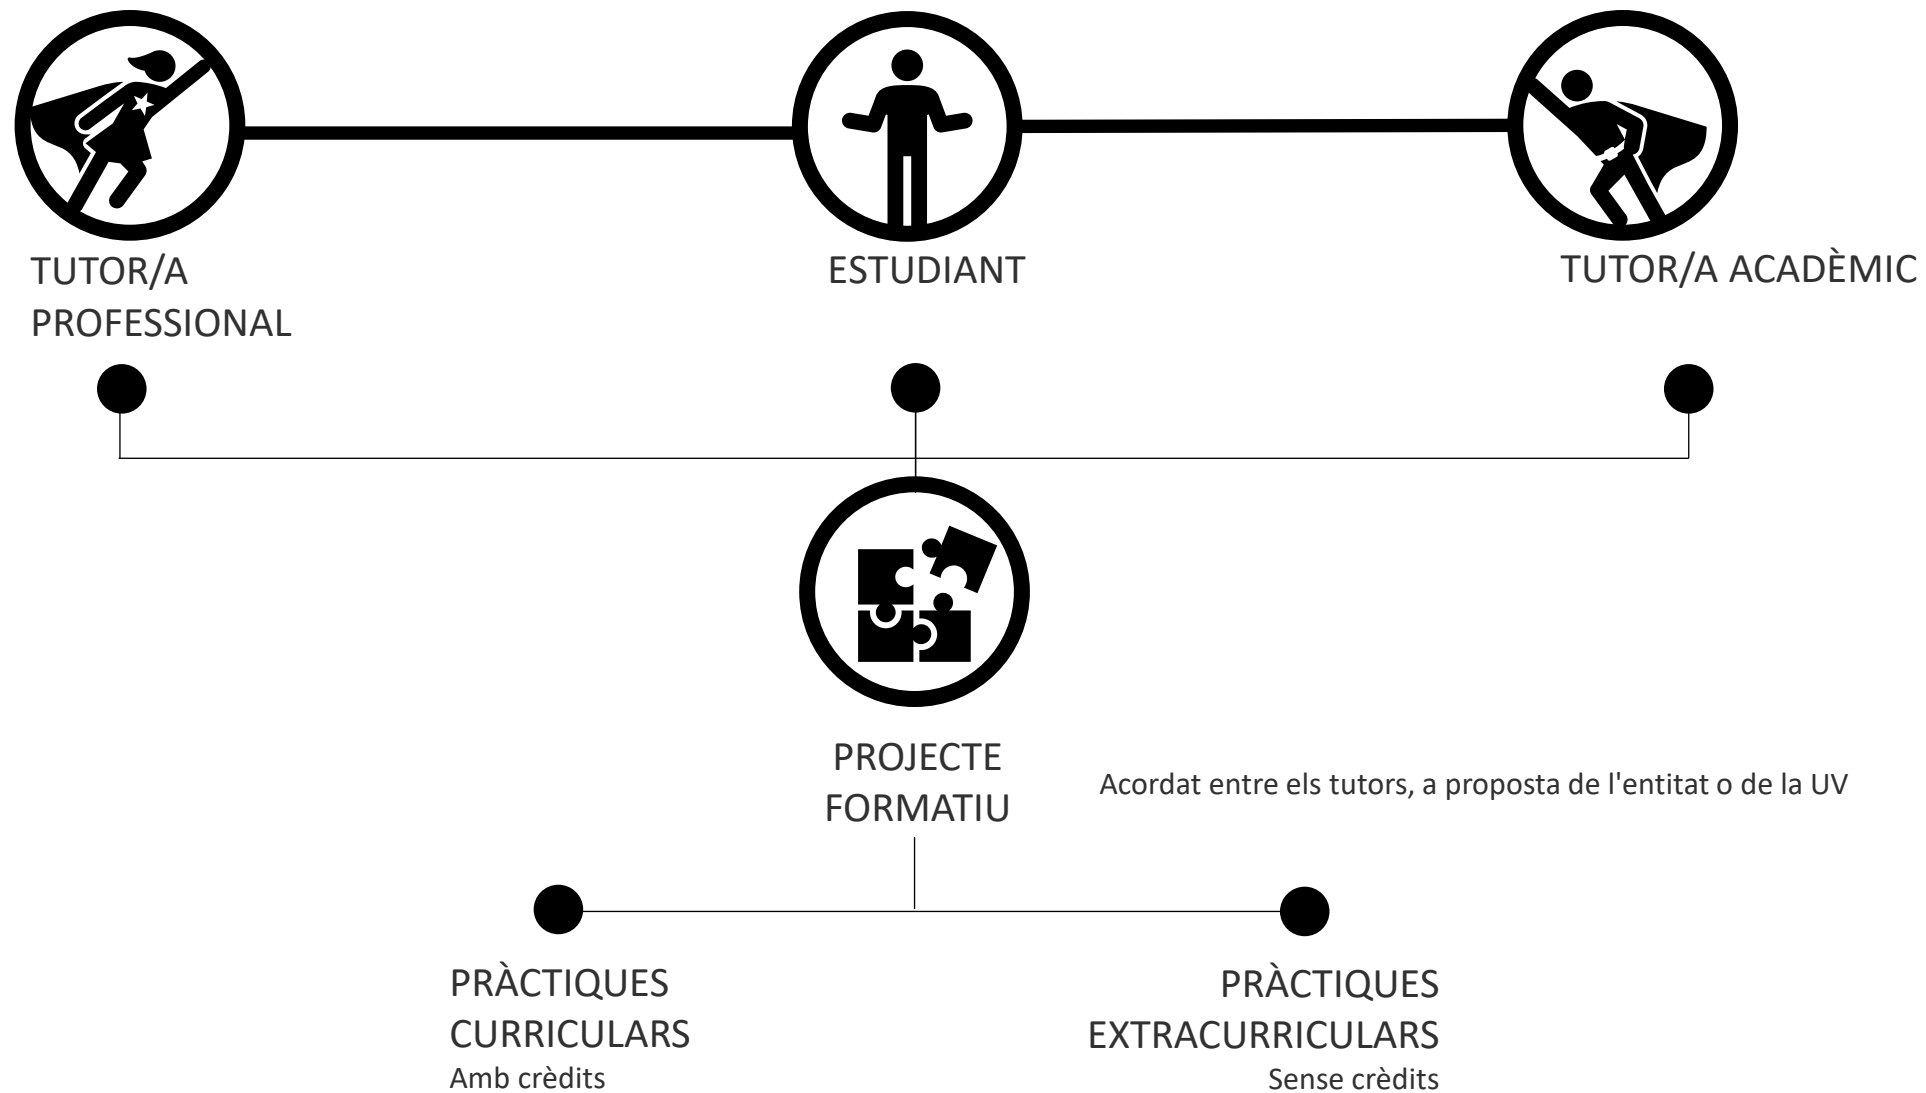 TUTOR/A
PROFESSIONAL
ESTUDIANT
TUTOR/A ACADÈMIC
PROJECTE
FORMATIU
Acordat entre els tutors, a proposta de l'entitat o de la UV
PRÀCTIQUES
CURRICULARS
Amb crèdits
PRÀCTIQUES
EXTRACURRICULARS
Sense crèdits